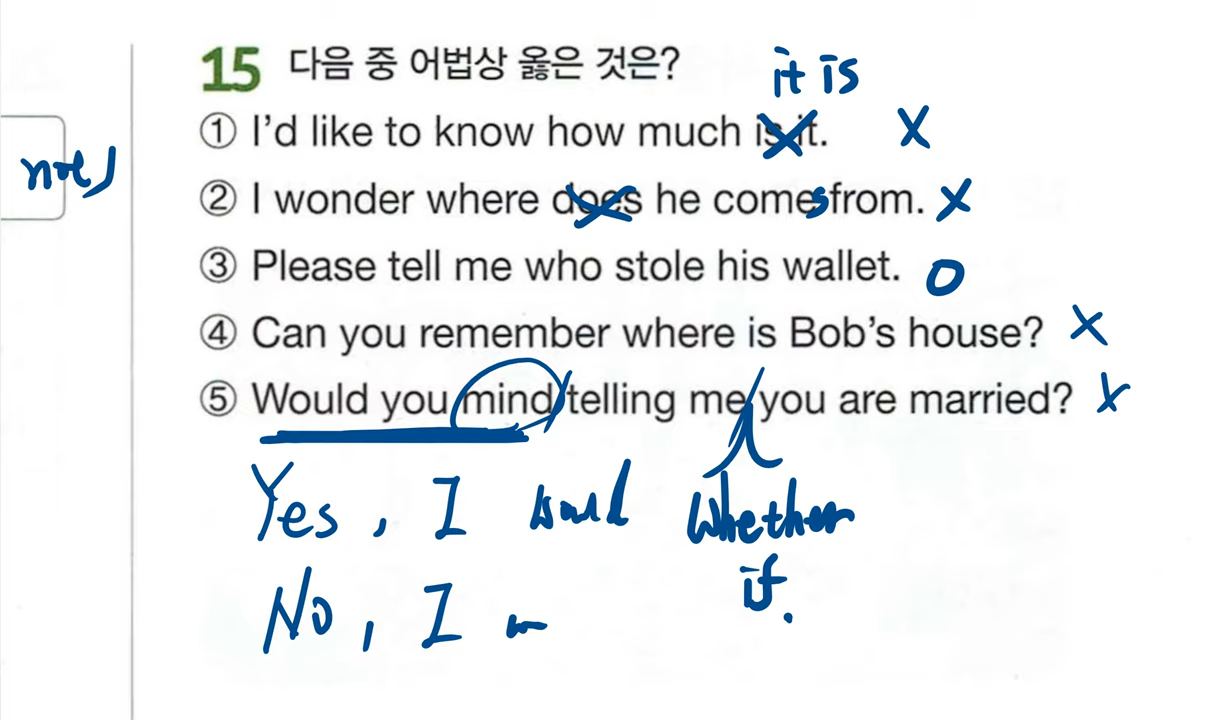 15 다음 중 어법상 옳은 것은?
it is
① I'd like to know how much is it. X
② I wonder where does he comes from. X
③ Please tell me who stole his wallet. O
④ Can you remember where is Bob's house? X
⑤ Would you mind telling me you are married? X
Yes, I
whether
if.
No, I